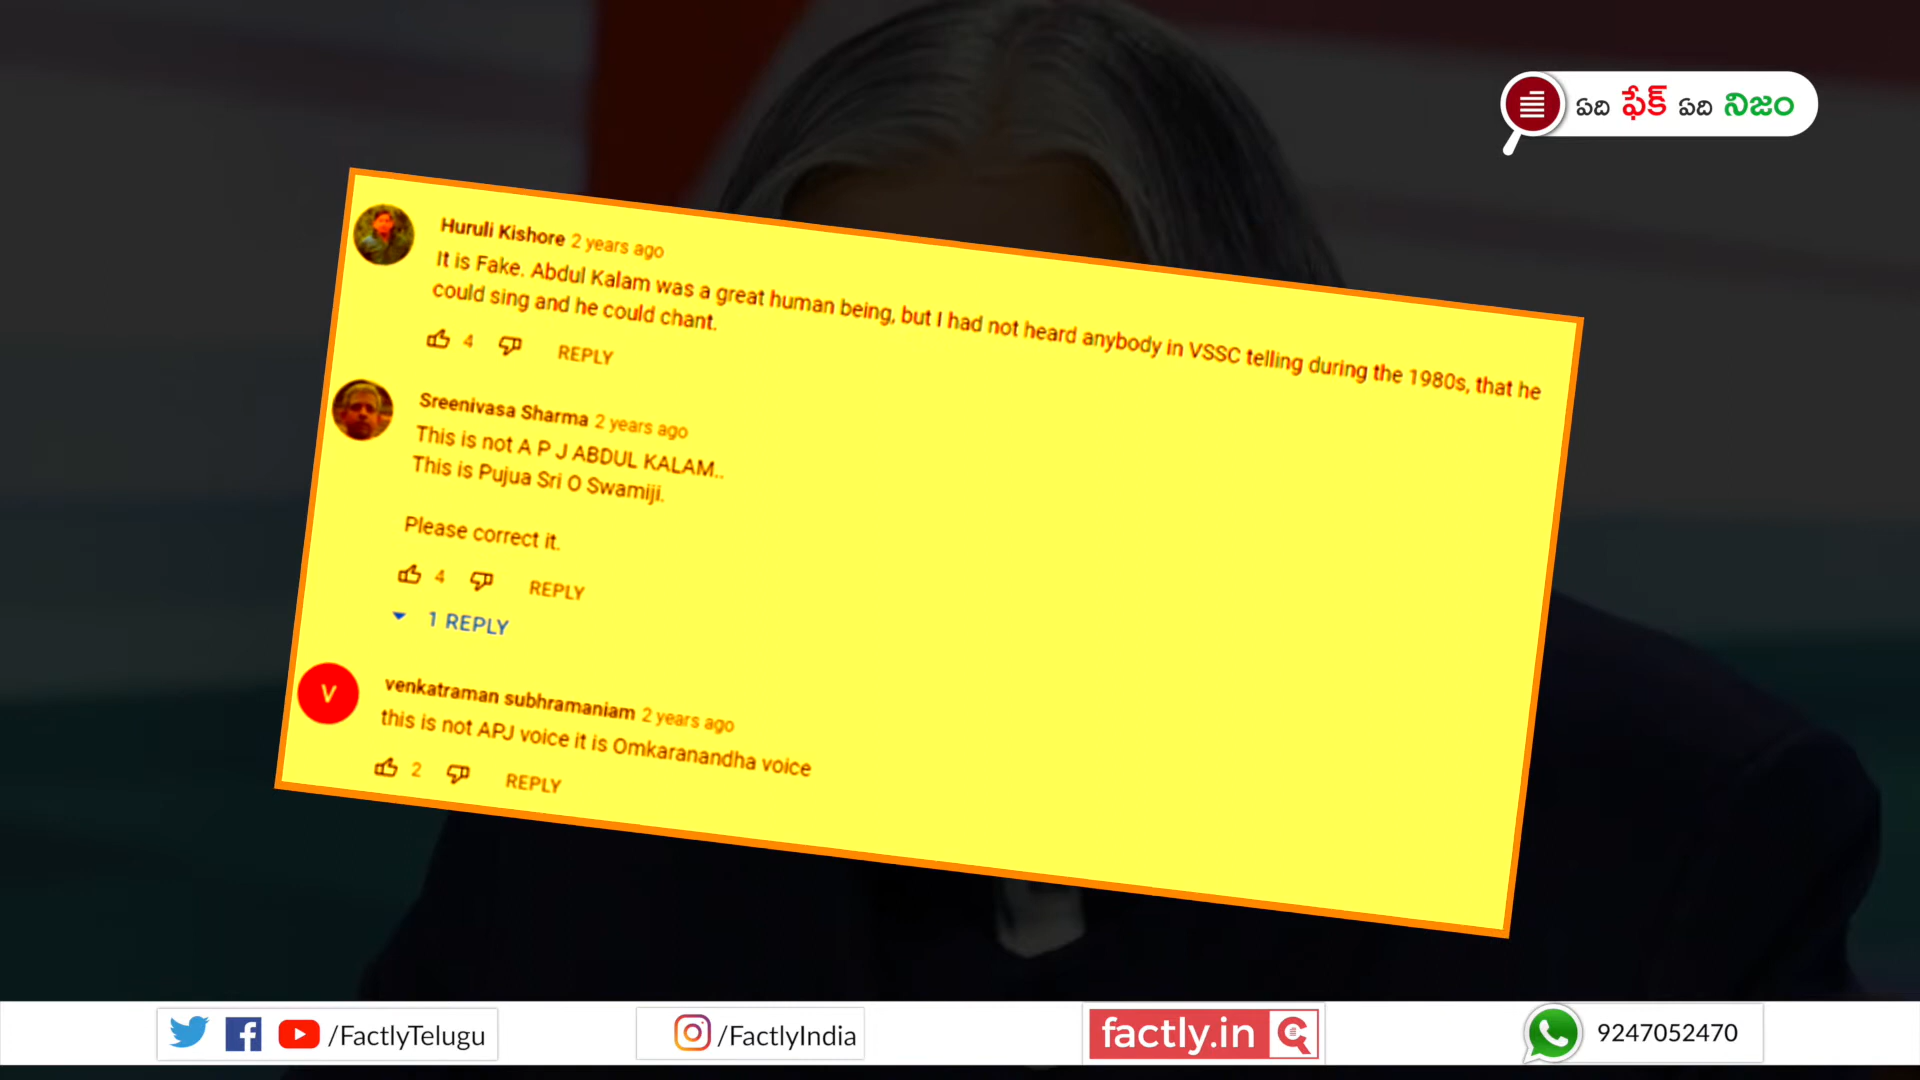 ఏది ఫేక్ ఏది నిజం
Huruli Kishore 2 years ago
It is Fake. Abdul Kalam was a great human being, but I had not heard anybody in VSSC telling during the 1980s, that he
could sing and he could chant.
4 REPLY
Sreenivasa Sharma 2 years ago
This is not A P J ABDUL KALAM..
This is Pujua Sri O Swamiji.
Please correct it.
4 REPLY
1 REPLY
V
venkatraman subhramaniam 2 years ago
this is not APJ voice it is Omkaranandha voice
2 REPLY
/FactlyTelugu
/FactlyIndia
factly.in
9247052470